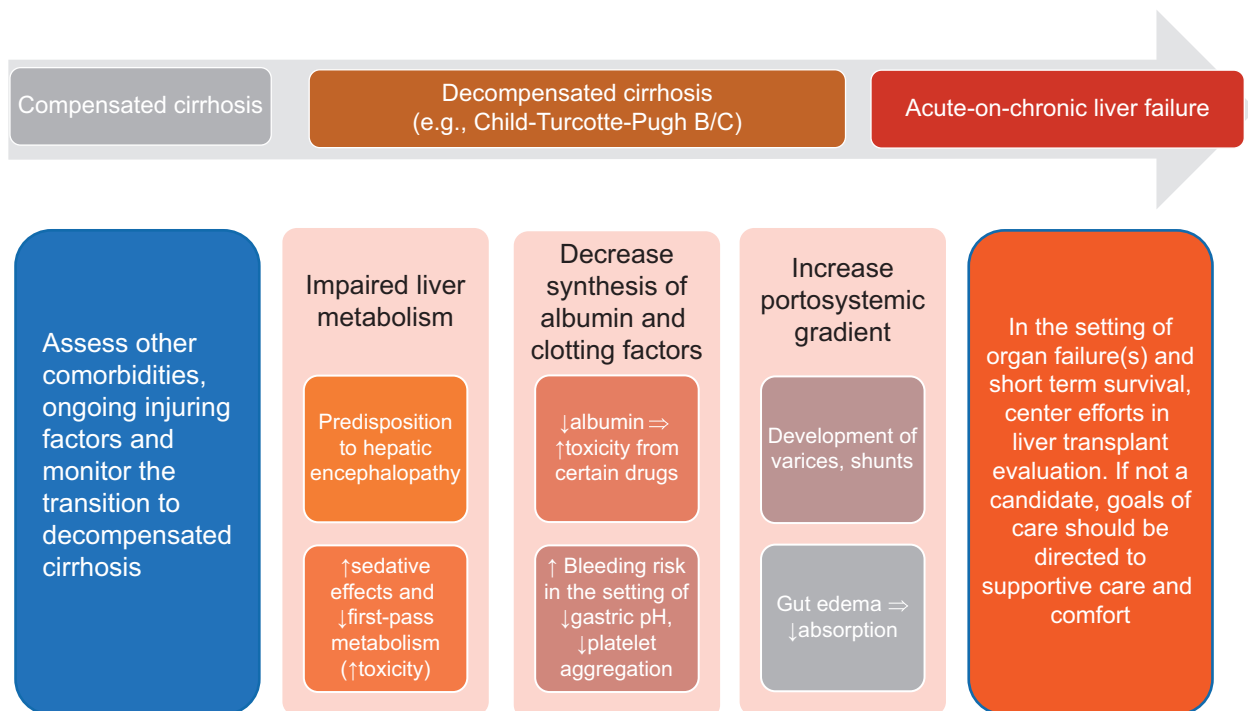 Compensated cirrhosis
Decompensated cirrhosis
(e.g., Child-Turcotte-Pugh B/C)
Acute-on-chronic liver failure
Assess other
comorbidities,
ongoing injuring
factors and
monitor the
transition to
decompensated
cirrhosis
Impaired liver
metabolism
Predisposition
to hepatic
encephalopathy
↑sedative
effects and
↓first-pass
metabolism
(↑toxicity)
Decrease
synthesis of
albumin and
clotting factors
↓albumin ⇒
↑toxicity from
certain drugs
↑ Bleeding risk
in the setting of
↓gastric pH,
↓platelet
aggregation
Increase
portosystemic
gradient
Development of
varices, shunts
Gut edema ⇒
↓absorption
In the setting of
organ failure(s) and
short term survival,
center efforts in
liver transplant
evaluation. If not a
candidate, goals of
care should be
directed to
supportive care and
comfort